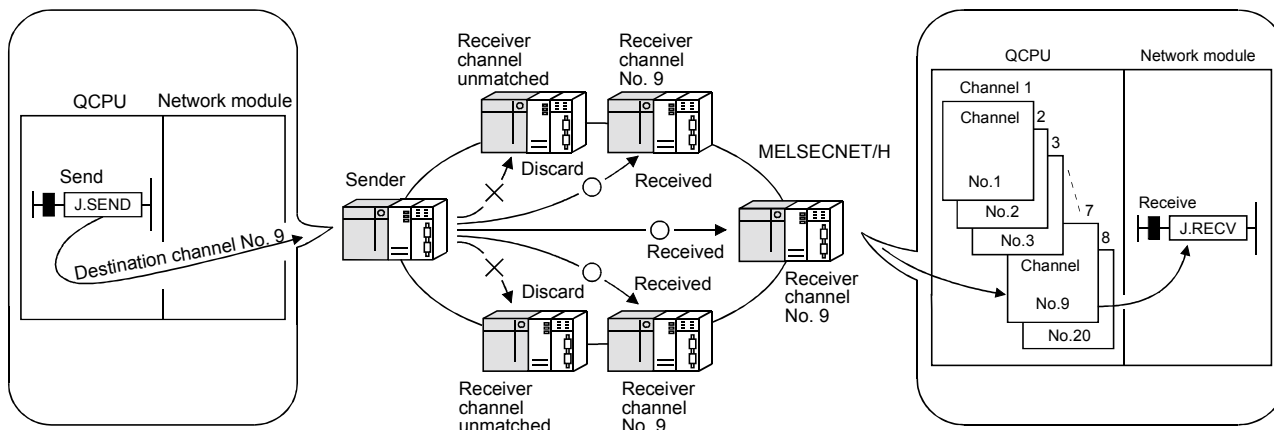 QCPU
Network module
Send
J.SEND
Destination channel No. 9
Sender
Receiver
channel
unmatched
Receiver
channel
No. 9
Discard
Received
MELSECNET/H
Received
Discard
Received
Receiver
channel
No. 9
Receiver
channel
unmatched
Receiver
channel
No. 9
QCPU
Network module
Channel 1
Channel
No.1
2
No.2
3
No.3
7
Channel
No.9
8
No.20
Receive
J.RECV